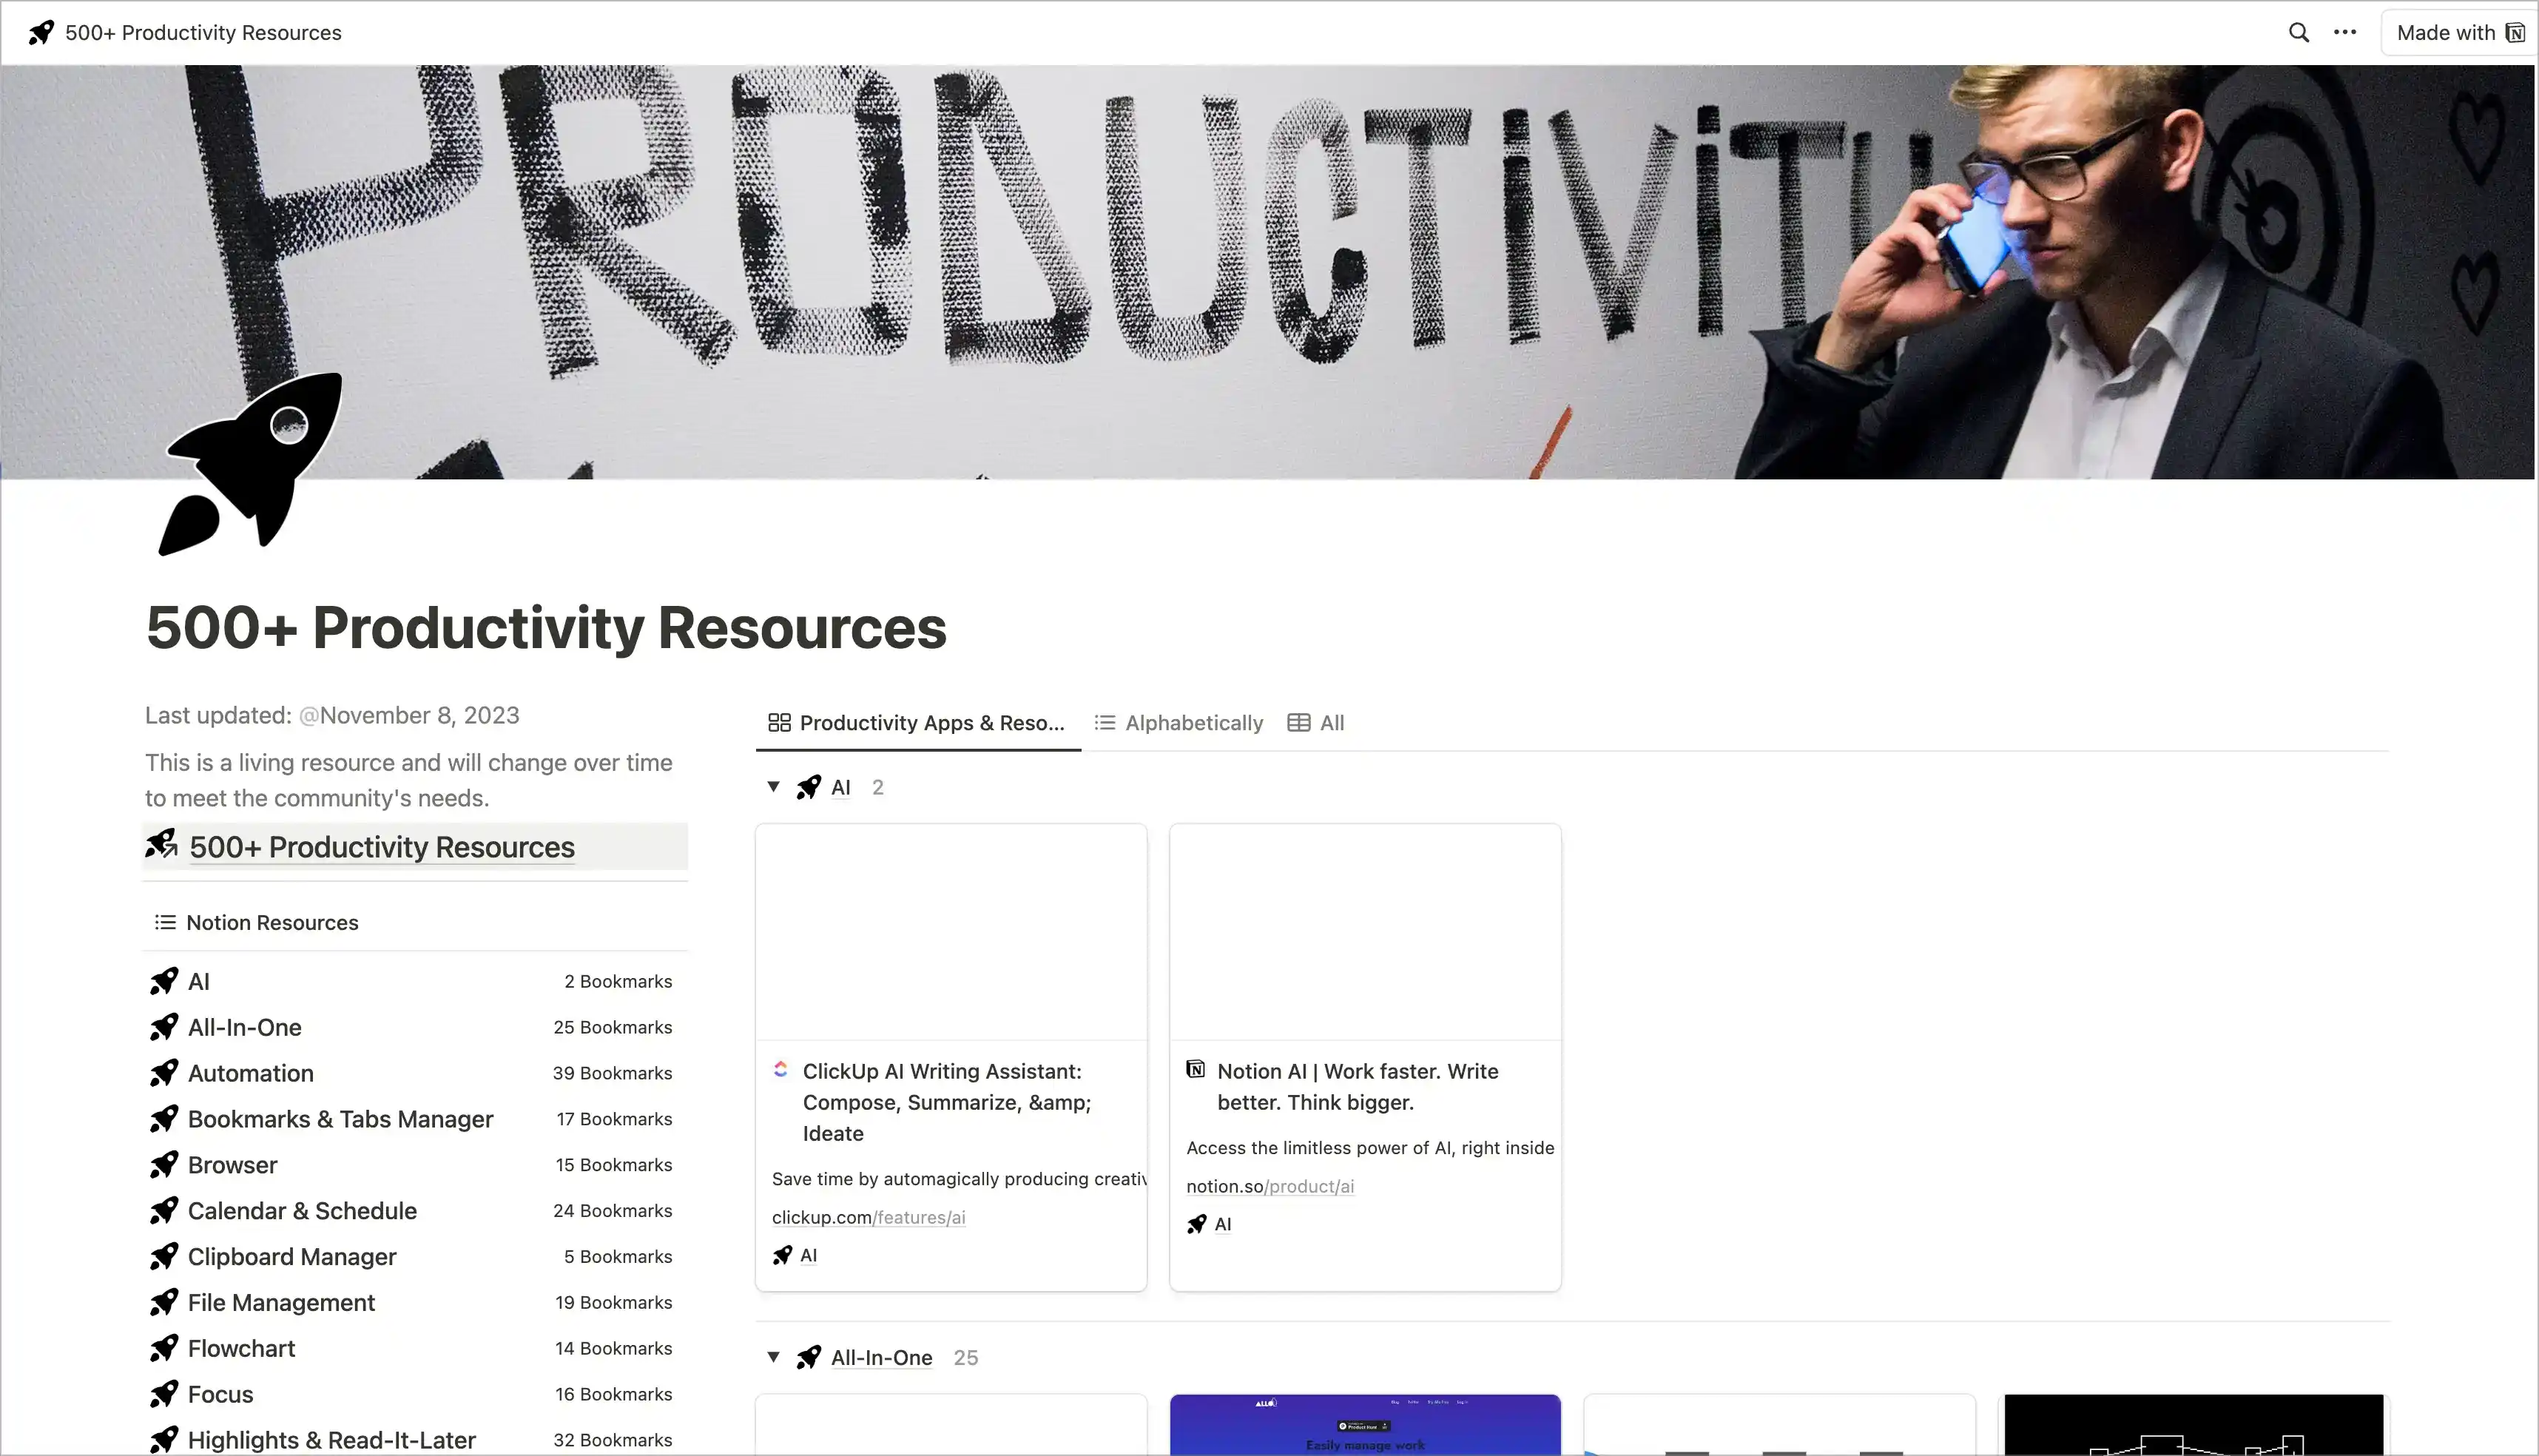 500+ Productivity Resources
Made with
PRODUCTIVITY
500+ Productivity Resources
Last updated: @November 8, 2023
This is a living resource and will change over time
to meet the community's needs.
500+ Productivity Resources
Notion Resources
AI 2 Bookmarks
All-In-One 25 Bookmarks
Automation 39 Bookmarks
Bookmarks & Tabs Manager 17 Bookmarks
Browser 15 Bookmarks
Calendar & Schedule 24 Bookmarks
Clipboard Manager 5 Bookmarks
File Management 19 Bookmarks
Flowchart 14 Bookmarks
Focus 16 Bookmarks
Highlights & Read-It-Later 32 Bookmarks
Productivity Apps & Reso... Alphabetically All
AI 2
ClickUp AI Writing Assistant:
Compose, Summarize, &amp;
Ideate
Save time by automagically producing creativ
clickup.com/features/ai
AI
Notion AI | Work faster. Write
better. Think bigger.
Access the limitless power of AI, right inside
notion.so/product/ai
AI
All-In-One 25
Easily manage work